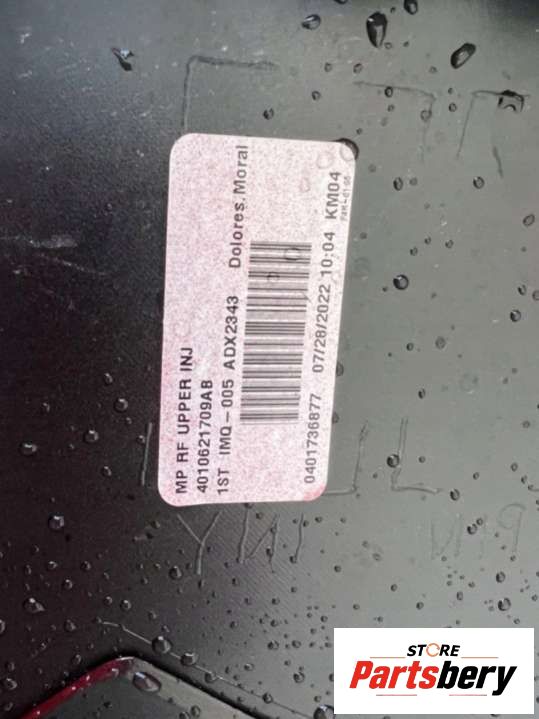 MP RF UPPER INJ
4010621709AB
1ST IMQ-005 ADX2343 Dolores.Moral
0401736877 07/28/2022 10:04 KM04
STORE
Partsbery